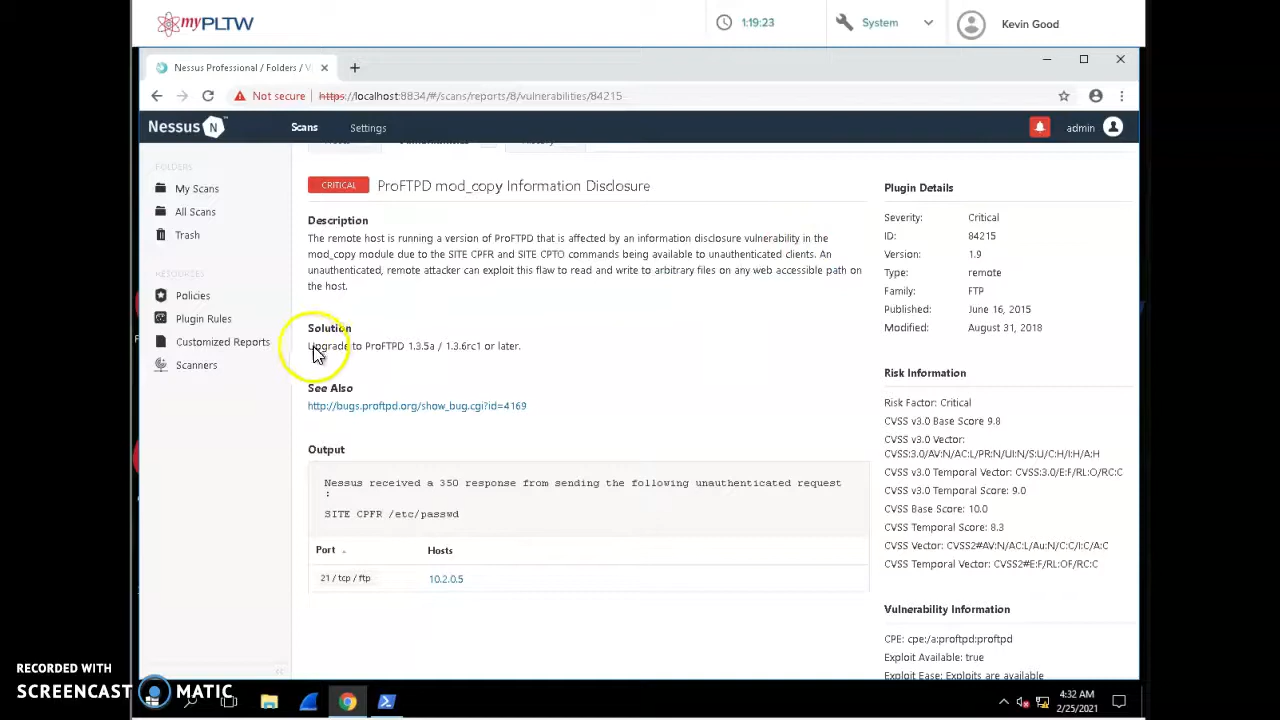 myPLTW
1:19:23
System
Kevin Good
Nessus Professional / Folders / V
Not secure
https://localhost:8834/#/scans/reports/8/vulnerabilities/84215
Nessus N
Scans
Settings
admin
FOLDERS
My Scans
All Scans
Trash
RESOURCES
Policies
Plugin Rules
Customized Reports
Scanners
CRITICAL
ProFTPD mod_copy Information Disclosure
Description
The remote host is running a version of ProFTPD that is affected by an information disclosure vulnerability in the
mod_copy module due to the SITE CPFR and SITE CPTO commands being available to unauthenticated clients. An
unauthenticated, remote attacker can exploit this flaw to read and write to arbitrary files on any web accessible path on
the host.
Solution
Upgrade to ProFTPD 1.3.5a / 1.3.6rc1 or later.
See Also
http://bugs.proftpd.org/show_bug.cgi?id=4169
Output
Nessus received a 350 response from sending the following unauthenticated request
:
SITE CPFR /etc/passwd
Port
Hosts
21 / tcp / ftp
10.2.0.5
Plugin Details
Severity: Critical
ID: 84215
Version: 1.9
Type: remote
Family: FTP
Published: June 16, 2015
Modified: August 31, 2018
Risk Information
Risk Factor: Critical
CVSS v3.0 Base Score 9.8
CVSS v3.0 Vector:
CVSS:3.0/AV:N/AC:L/PR:N/UI:N/S:U/C:H/I:H/A:H
CVSS v3.0 Temporal Vector: CVSS:3.0/E:F/RL:O/RC:C
CVSS v3.0 Temporal Score: 9.0
CVSS Base Score: 10.0
CVSS Temporal Score: 8.3
CVSS Vector: CVSS2#AV:N/AC:L/Au:N/C:C/I:C/A:C
CVSS Temporal Vector: CVSS2#E:F/RL:OF/RC:C
Vulnerability Information
CPE: cpe:/a:proftpd:proftpd
Exploit Available: true
Exploit Ease: Exploits are available
RECORDED WITH
SCREENCAST MATIC
4:32 AM
2/25/2021